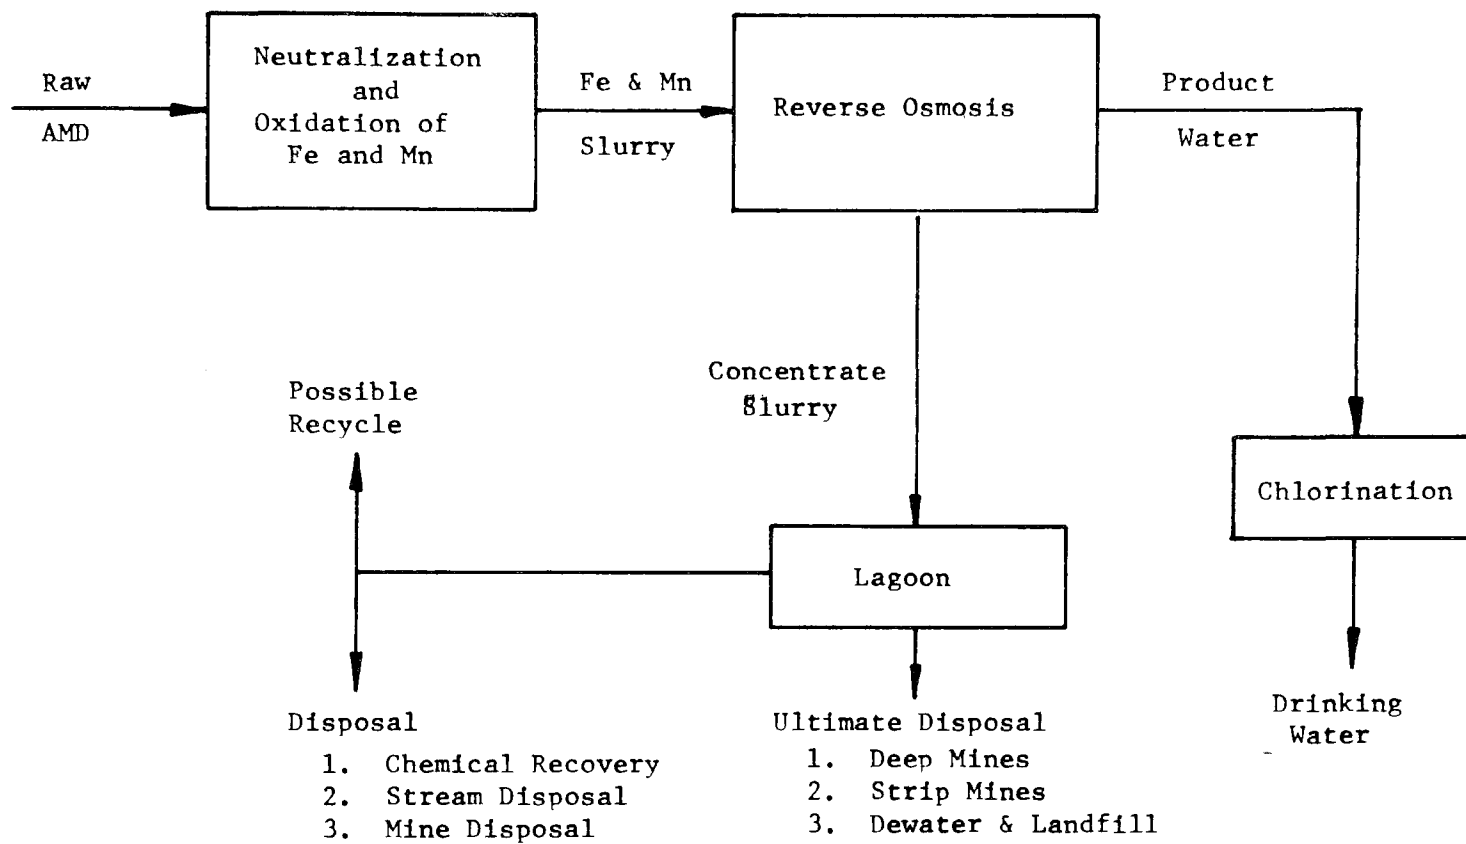 Raw
AMD
Neutralization
and
Oxidation of
Fe and Mn
Fe & Mn
Slurry
Reverse Osmosis
Product
Water
Concentrate
Slurry
Possible
Recycle
Chlorination
Lagoon
Disposal
1. Chemical Recovery
2. Stream Disposal
3. Mine Disposal
Ultimate Disposal
1. Deep Mines
2. Strip Mines
3. Dewater & Landfill
Drinking
Water